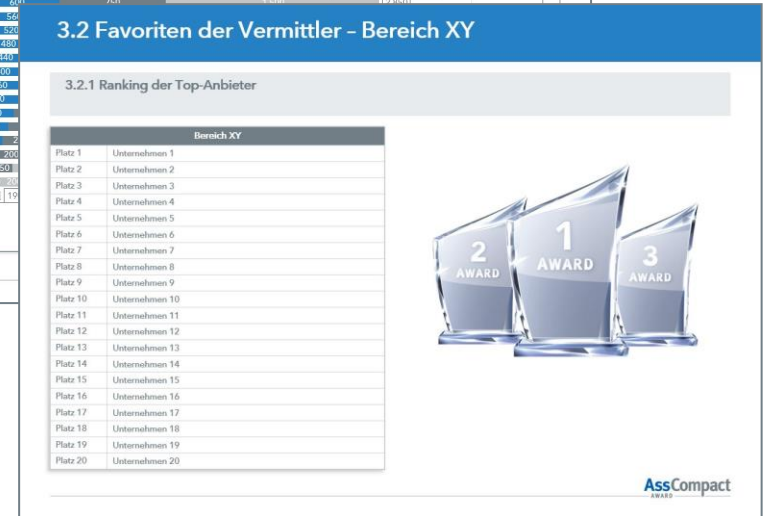 3.2 Favoriten der Vermittler – Bereich XY
3.2.1 Ranking der Top-Anbieter
Bereich XY
Platz 1 Unternehmen 1
Platz 2 Unternehmen 2
Platz 3 Unternehmen 3
Platz 4 Unternehmen 4
Platz 5 Unternehmen 5
Platz 6 Unternehmen 6
Platz 7 Unternehmen 7
Platz 8 Unternehmen 8
Platz 9 Unternehmen 9
Platz 10 Unternehmen 10
Platz 11 Unternehmen 11
Platz 12 Unternehmen 12
Platz 13 Unternehmen 13
Platz 14 Unternehmen 14
Platz 15 Unternehmen 15
Platz 16 Unternehmen 16
Platz 17 Unternehmen 17
Platz 18 Unternehmen 18
Platz 19 Unternehmen 19
Platz 20 Unternehmen 20
2
AWARD
1
AWARD
3
AWARD
AssCompact
AWARD
520
480
200
19